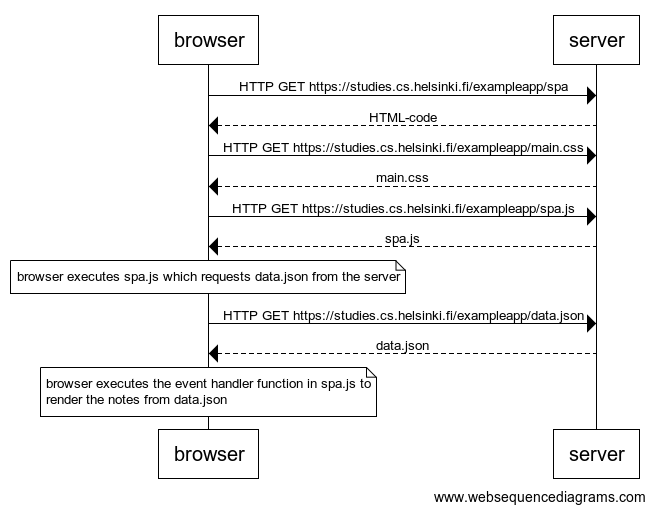 browser
server
HTTP GET https://studies.cs.helsinki.fi/exampleapp/spa
HTML-code
HTTP GET https://studies.cs.helsinki.fi/exampleapp/main.css
main.css
HTTP GET https://studies.cs.helsinki.fi/exampleapp/spa.js
spa.js
browser executes spa.js which requests data.json from the server
HTTP GET https://studies.cs.helsinki.fi/exampleapp/data.json
data.json
browser executes the event handler function in spa.js to
render the notes from data.json
browser
server
www.websequencediagrams.com